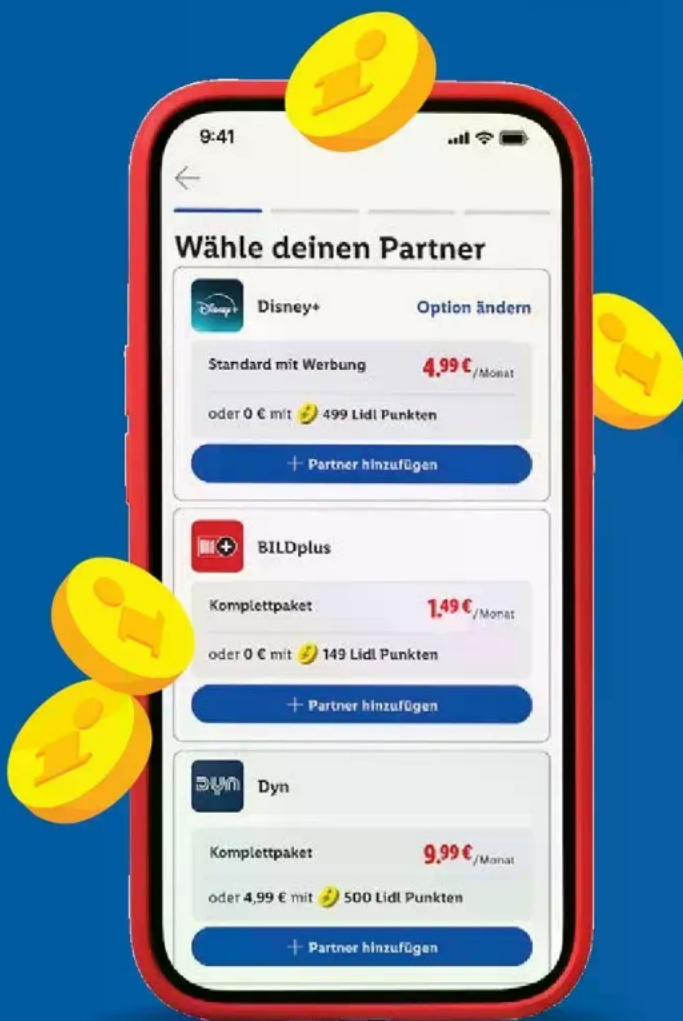 9:41
Wähle deinen Partner
Disney+
Disney+ Option ändern
Standard mit Werbung 4,99 € /Monat
oder 0 € mit 499 Lidl Punkten
+ Partner hinzufügen
BILDplus
Komplettpaket 1,49 € /Monat
oder 0 € mit 149 Lidl Punkten
+ Partner hinzufügen
DYN Dyn
Komplettpaket 9,99 € /Monat
oder 4,99 € mit 500 Lidl Punkten
+ Partner hinzufügen